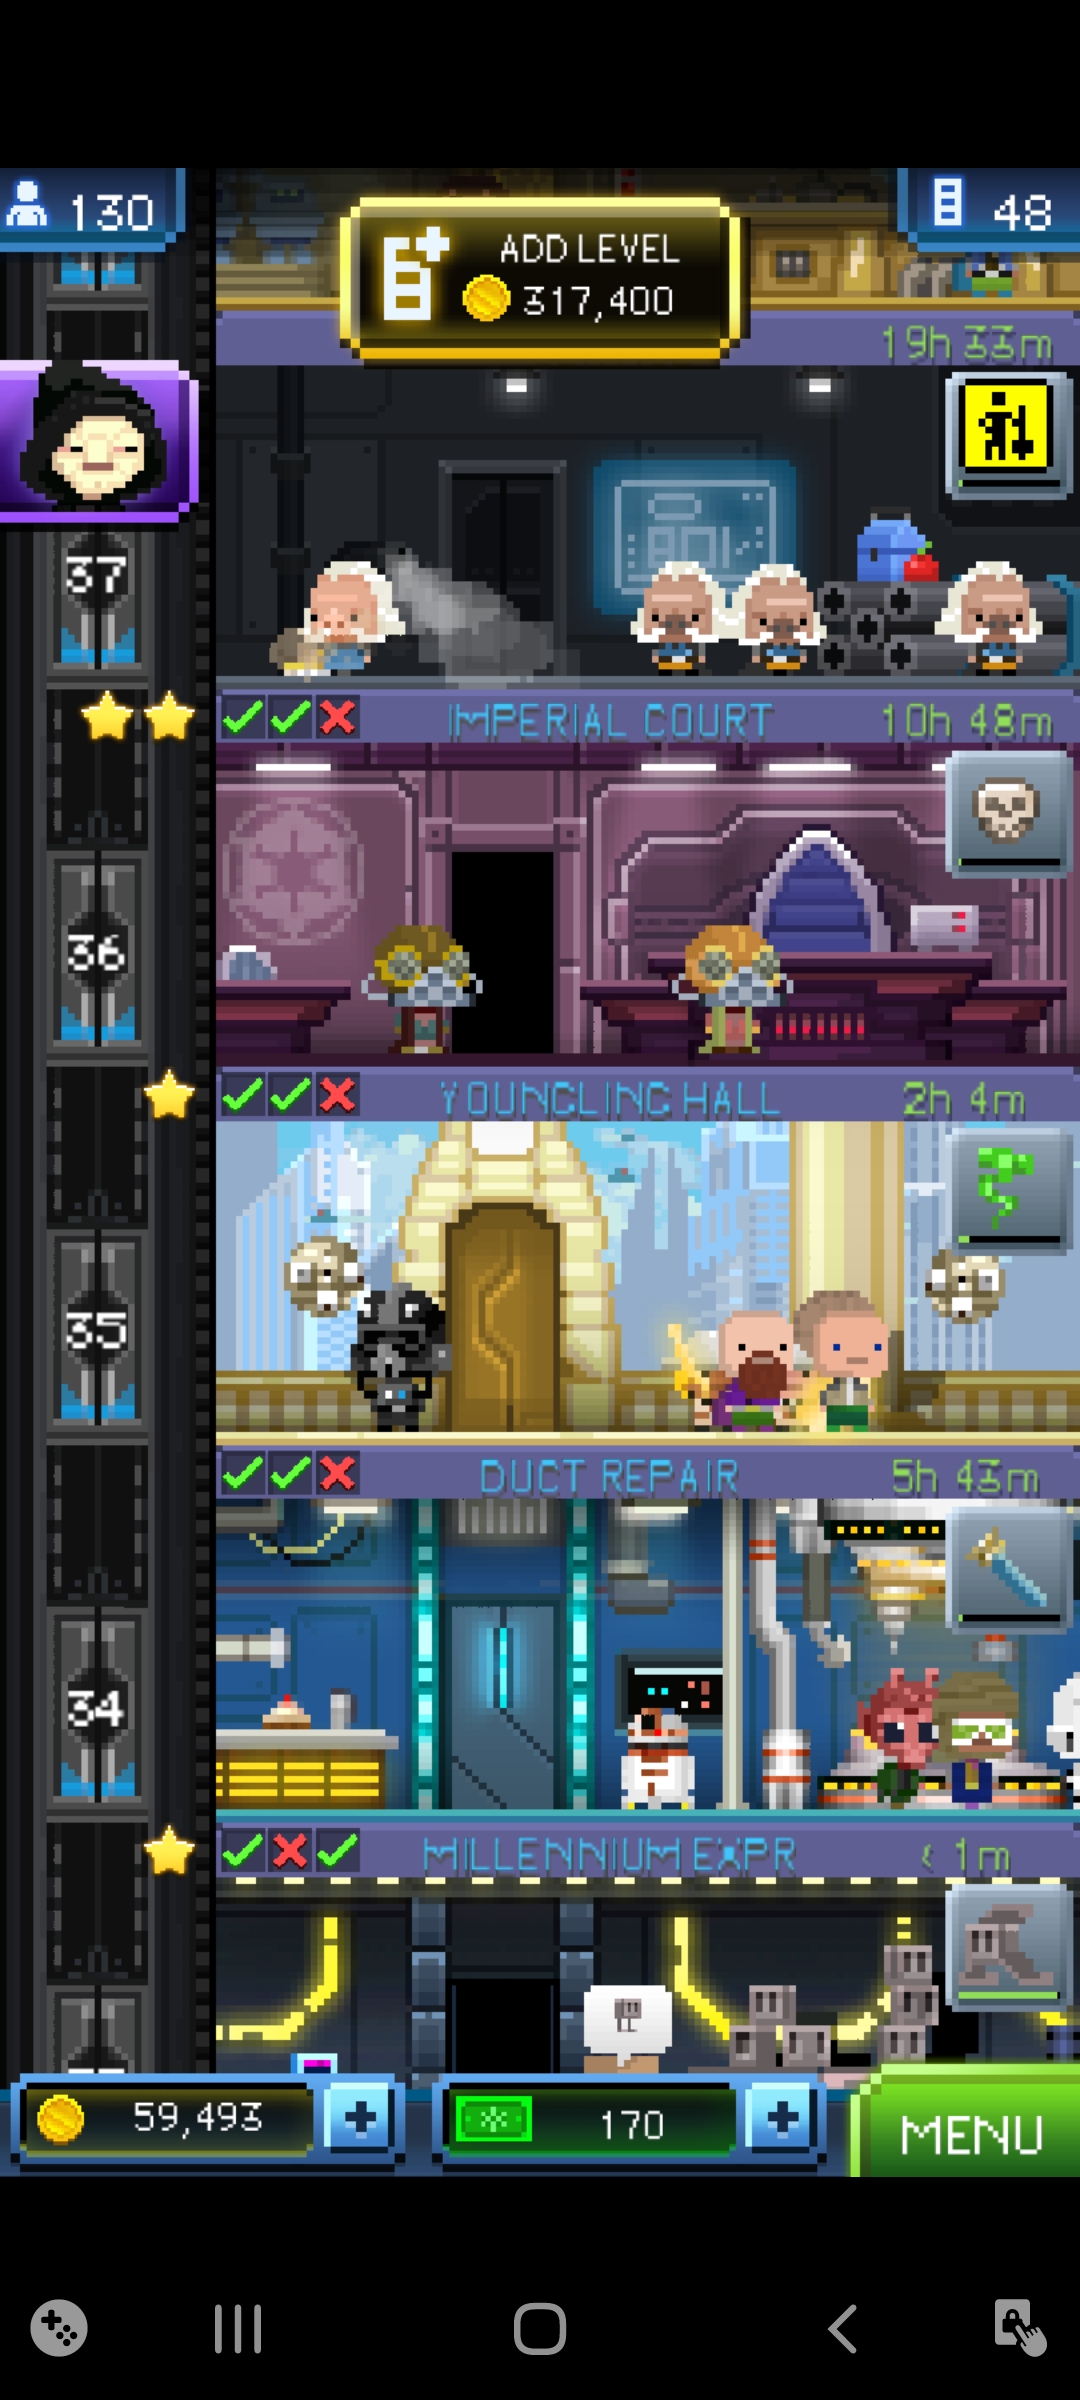 130
ADD LEVEL
317,400
48
19h 33m
37
IMPERIAL COURT
10h 48m
36
YOUNGLING HALL
2h 4m
35
DUCT REPAIR
5h 43m
34
MILLENNIUM EXPR
< 1m
59,493
170
MENU